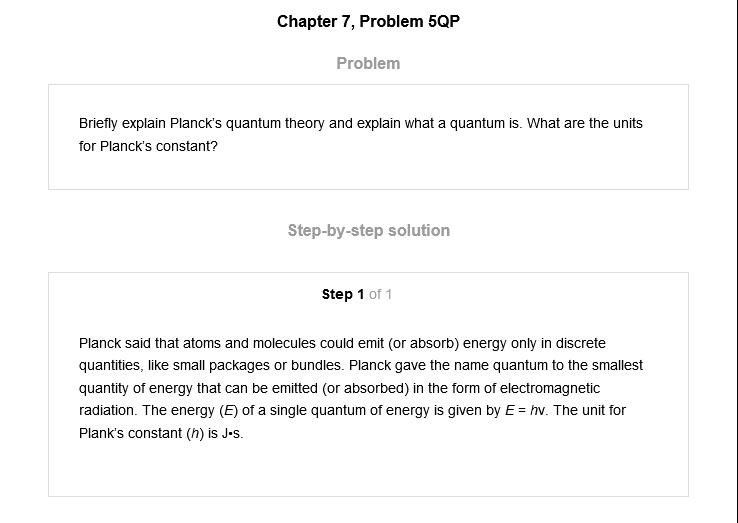 Chapter 7, Problem 5QP
Problem
Briefly explain Planck's quantum theory and explain what a quantum is. What are the units
for Planck's constant?
Step-by-step solution
Step 1 of 1
Planck said that atoms and molecules could emit (or absorb) energy only in discrete
quantities, like small packages or bundles. Planck gave the name quantum to the smallest
quantity of energy that can be emitted (or absorbed) in the form of electromagnetic
radiation. The energy (E) of a single quantum of energy is given by E = hv. The unit for
Plank's constant (h) is J•s.